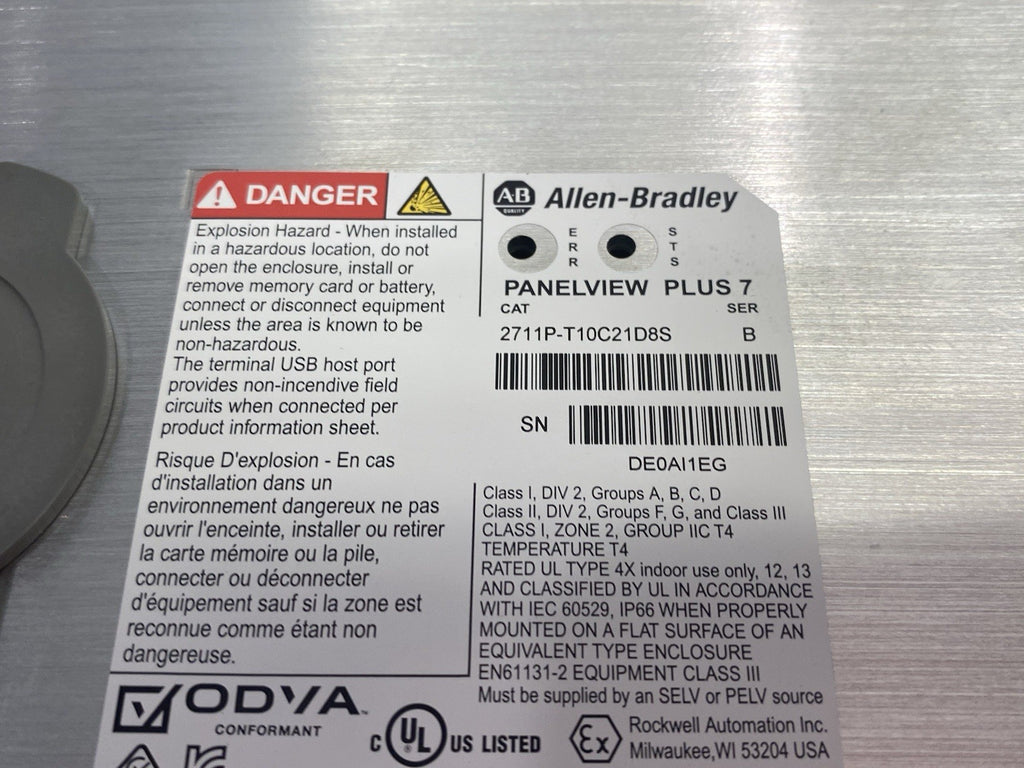 DANGER
Explosion Hazard - When installed
in a hazardous location, do not
open the enclosure, install or
remove memory card or battery,
connect or disconnect equipment
unless the area is known to be
non-hazardous.
The terminal USB host port
provides non-incendive field
circuits when connected per
product information sheet.
Risque D'explosion - En cas
d'installation dans un
environnement dangereux ne pas
ouvrir l'enceinte, installer ou retirer
la carte mémoire ou la pile,
connecter ou déconnecter
d'équipement sauf si la zone est
reconnue comme étant non
dangereuse.
AB QUALITY Allen-Bradley
ERR STS
PANELVIEW PLUS 7
CAT SER
2711P-T10C21D8S B
SN
DE0AI1EG
Class I, DIV 2, Groups A, B, C, D
Class II, DIV 2, Groups F, G, and Class III
CLASS I, ZONE 2, GROUP IIC T4
TEMPERATURE T4
RATED UL TYPE 4X indoor use only, 12, 13
AND CLASSIFIED BY UL IN ACCORDANCE
WITH IEC 60529, IP66 WHEN PROPERLY
MOUNTED ON A FLAT SURFACE OF AN
EQUIVALENT TYPE ENCLOSURE
EN61131-2 EQUIPMENT CLASS III
Must be supplied by an SELV or PELV source
ODVA™
CONFORMANT
C UL US LISTED
Ex
Rockwell Automation Inc.
Milwaukee,WI 53204 USA